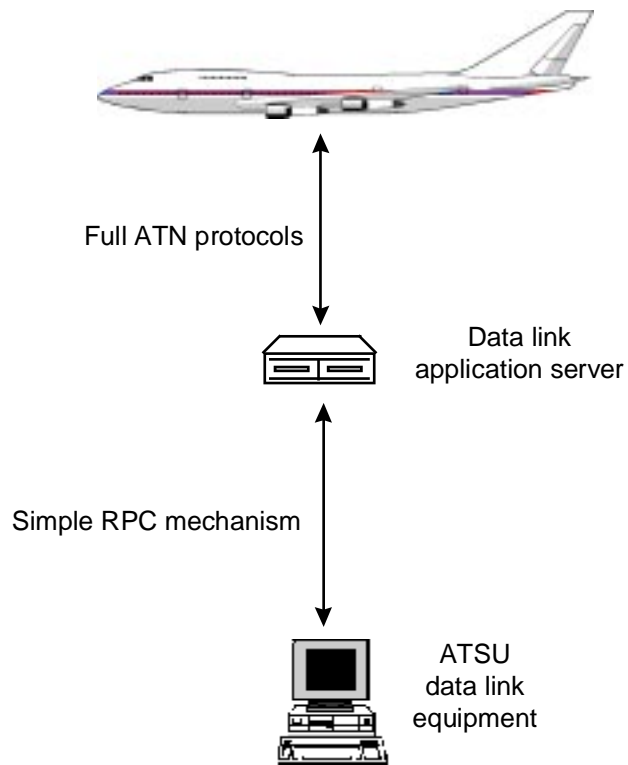 Full ATN protocols
Data link
application server
Simple RPC mechanism
ATSU
data link
equipment